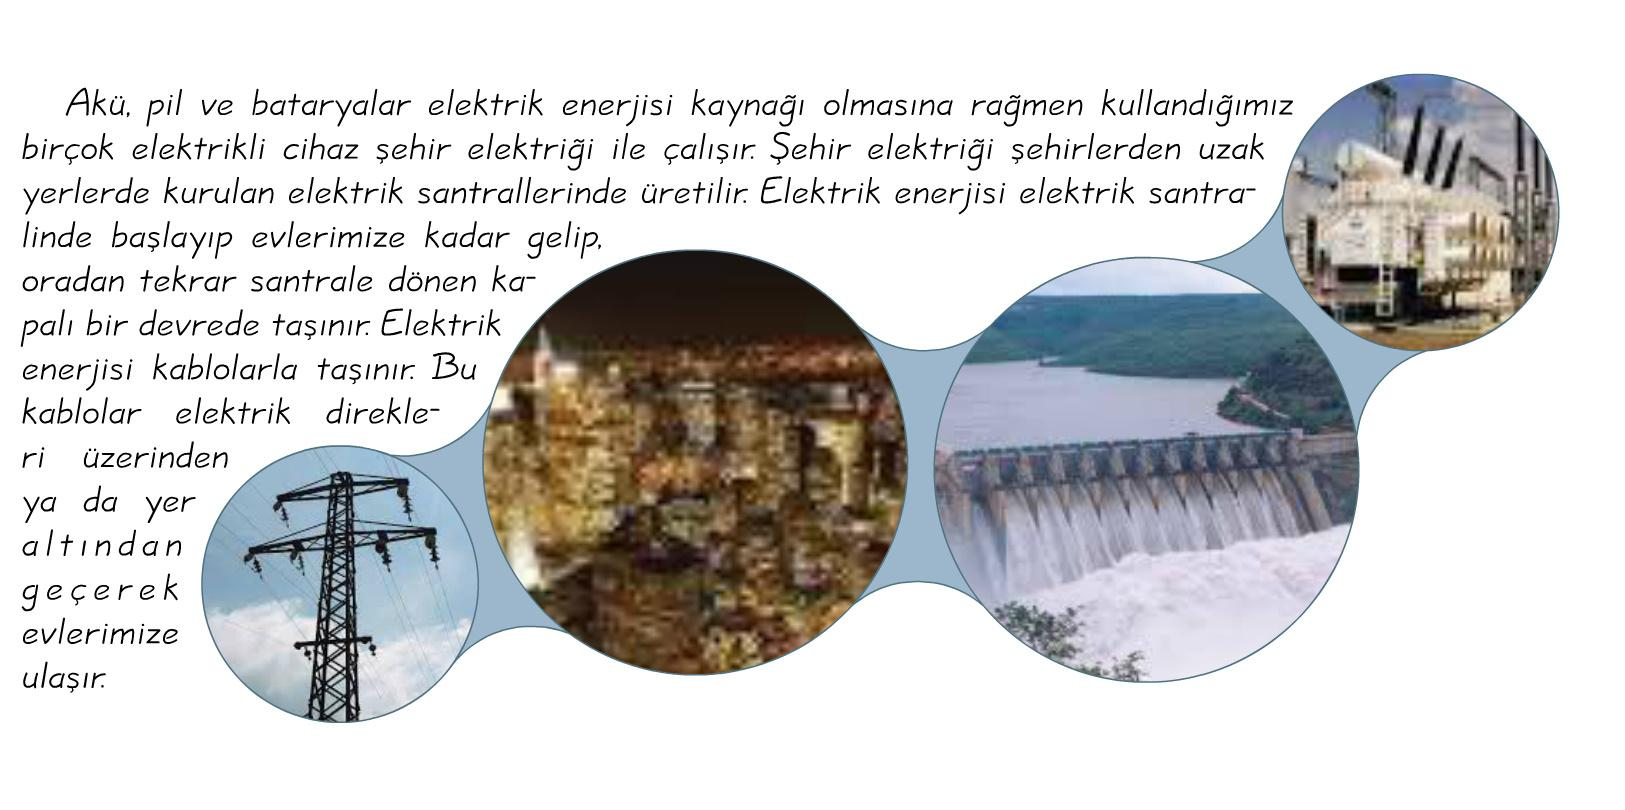 Akü, pil ve bataryalar elektrik enerjisi kaynağı olmasına rağmen kullandığımız
birçok elektrikli cihaz şehir elektriği ile çalışır. Şehir elektriği şehirlerden uzak
yerlerde kurulan elektrik santrallerinde üretilir. Elektrik enerjisi elektrik santra-
linde başlayıp evlerimize kadar gelip,
oradan tekrar santrale dönen ka-
palı bir devrede taşınır. Elektrik
enerjisi kablolarla taşınır. Bu
kablolar elektrik direkle-
ri üzerinden
ya da yer
altından
geçerek
evlerimize
ulaşır.